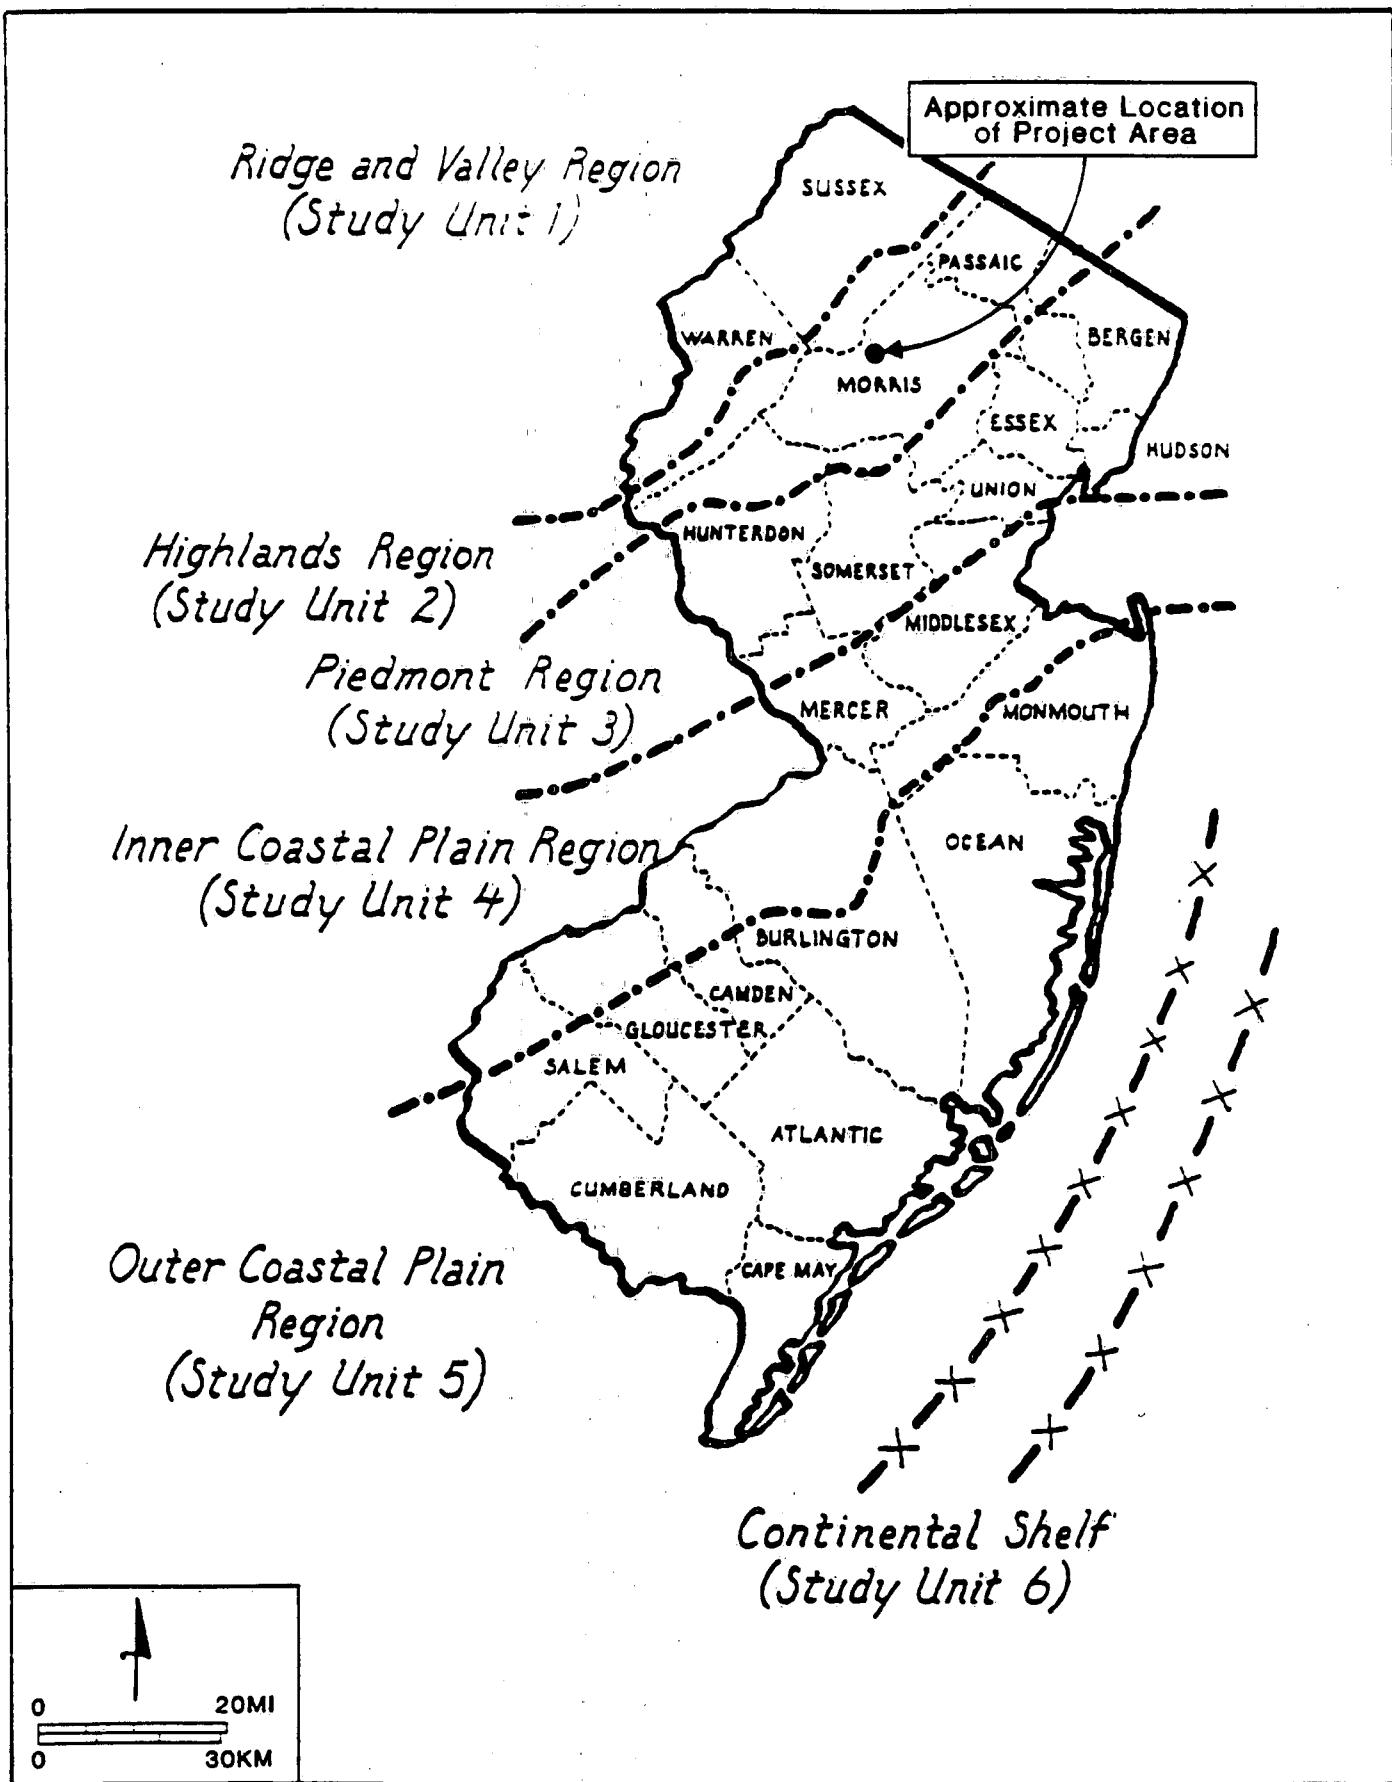 Approximate Location
of Project Area
Ridge and Valley Region
(Study Unit 1)
SUSSEX
PASSAIC
WARREN
BERGEN
MORRIS
ESSEX
HUDSON
UNION
HUNTERDON
Highlands Region
(Study Unit 2)
SOMERSET
MIDDLESEX
Piedmont Region
(Study Unit 3)
MERCER
MONMOUTH
Inner Coastal Plain Region
(Study Unit 4)
OCEAN
BURLINGTON
CAMDEN
GLOUCESTER
SALEM
ATLANTIC
CUMBERLAND
Outer Coastal Plain
Region
(Study Unit 5)
CAPE MAY
Continental Shelf
(Study Unit 6)
0 20MI
0 30KM